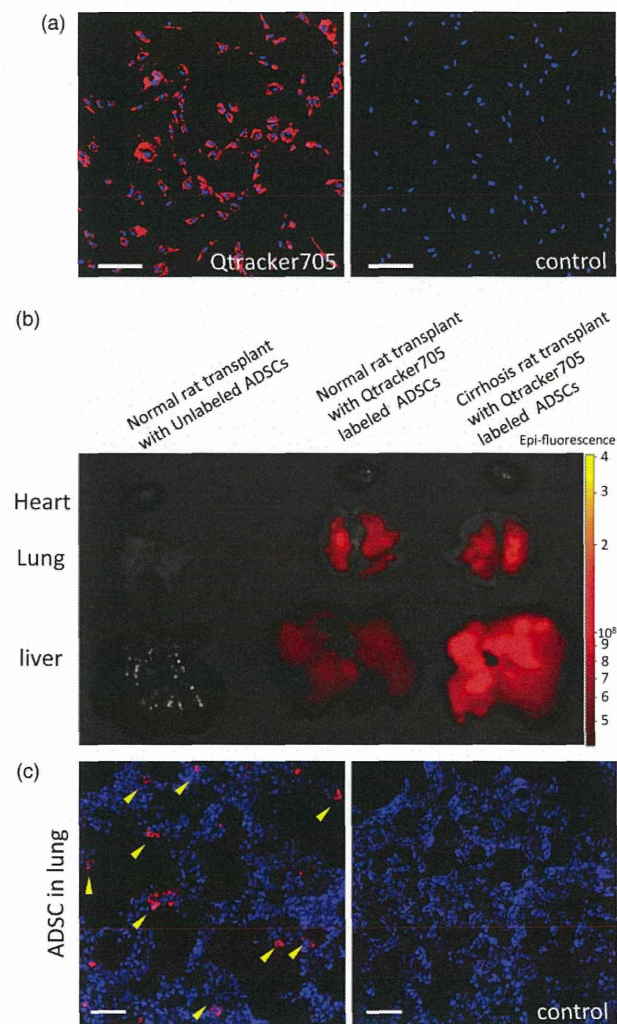 (a)
Qtracker705
control
(b)
Normal rat transplant
with Unlabeled ADSCs
Normal rat transplant
with Qtracker705
labeled ADSCs
Cirrhosis rat transplant
with Qtracker705
labeled ADSCs
Epi-fluorescence
4
3
2
10⁸
9
8
7
6
5
Heart
Lung
liver
(c)
ADSC in lung
control